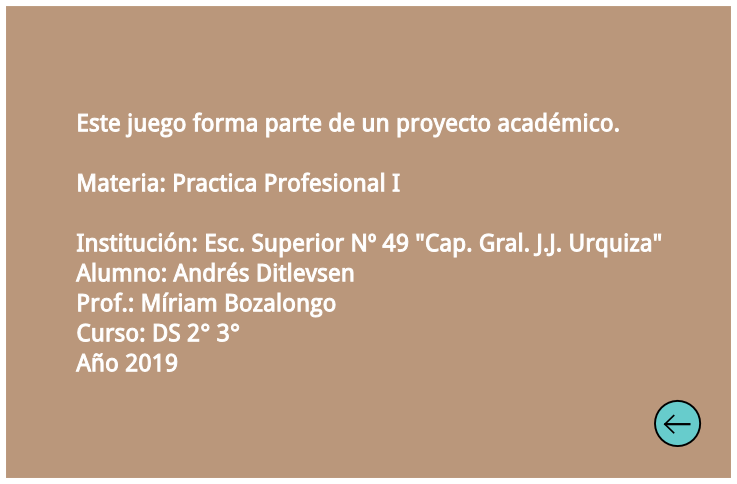 Este juego forma parte de un proyecto académico.
Materia: Practica Profesional I
Institución: Esc. Superior Nº 49 "Cap. Gral. J.J. Urquiza"
Alumno: Andrés Ditlevsen
Prof.: Míriam Bozalongo
Curso: DS 2° 3°
Año 2019